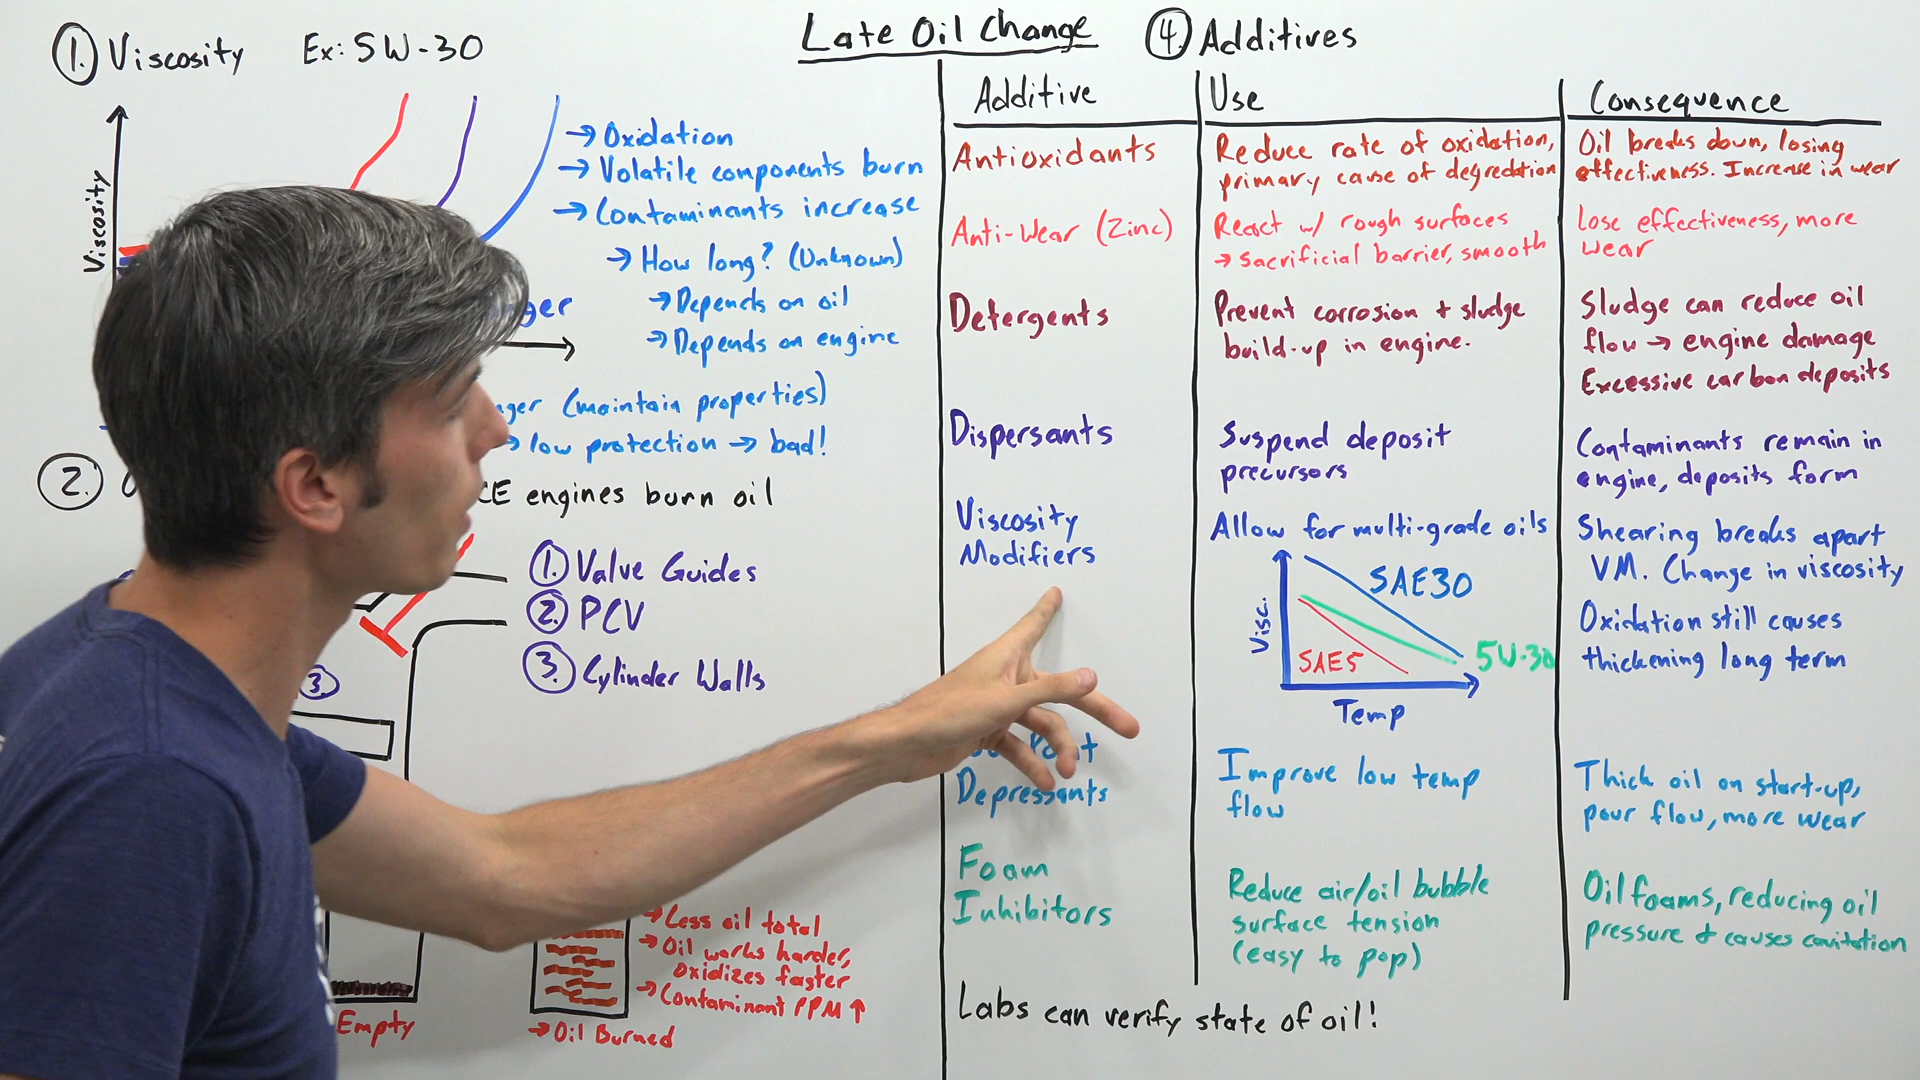 Late Oil Change
① Viscosity Ex: 5W-30
Viscosity
→ Oxidation
→ Volatile components burn
→ Contaminants increase
→ How long? (Unknown)
→ Depends on oil
→ Depends on engine
(maintain properties)
→ low protection → bad!
②
engines burn oil
① Valve Guides
② PCV
③ Cylinder Walls
③
Empty
→ Less oil total
→ Oil works harder,
oxidizes faster
→ Contaminant PPM ↑
→ Oil Burned
④ Additives
Additive Use Consequence
Antioxidants
Reduce rate of oxidation,
primary cause of degredation
Oil breaks down, losing
effectiveness. Increase in wear
Anti-Wear (Zinc)
React w/ rough surfaces
→ sacrificial barrier, smooth
Lose effectiveness, more
wear
Detergents
Prevent corrosion + sludge
build-up in engine.
Sludge can reduce oil
flow → engine damage
Excessive carbon deposits
Dispersants
Suspend deposit
precursors
Contaminants remain in
engine, deposits form
Viscosity
Modifiers
Allow for multi-grade oils
Visc.
SAE30
SAE5
5W-30
Temp
Shearing breaks apart
VM. Change in viscosity
Oxidation still causes
thickening long term
Depressants
Improve low temp
flow
Thick oil on start-up,
pour flow, more wear
Foam
Inhibitors
Reduce air/oil bubble
surface tension
(easy to pop)
Oil foams, reducing oil
pressure & causes cavitation
Labs can verify state of oil!